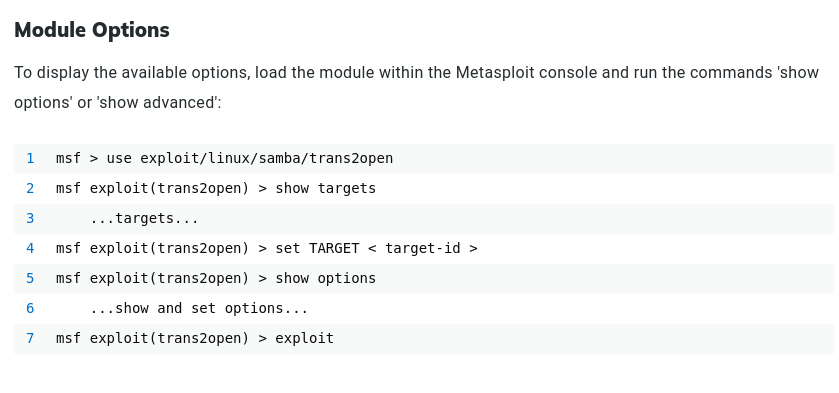 Module Options
To display the available options, load the module within the Metasploit console and run the commands 'show
options' or 'show advanced':
1 msf > use exploit/linux/samba/trans2open
2 msf exploit(trans2open) > show targets
3     ...targets...
4 msf exploit(trans2open) > set TARGET < target-id >
5 msf exploit(trans2open) > show options
6     ...show and set options...
7 msf exploit(trans2open) > exploit